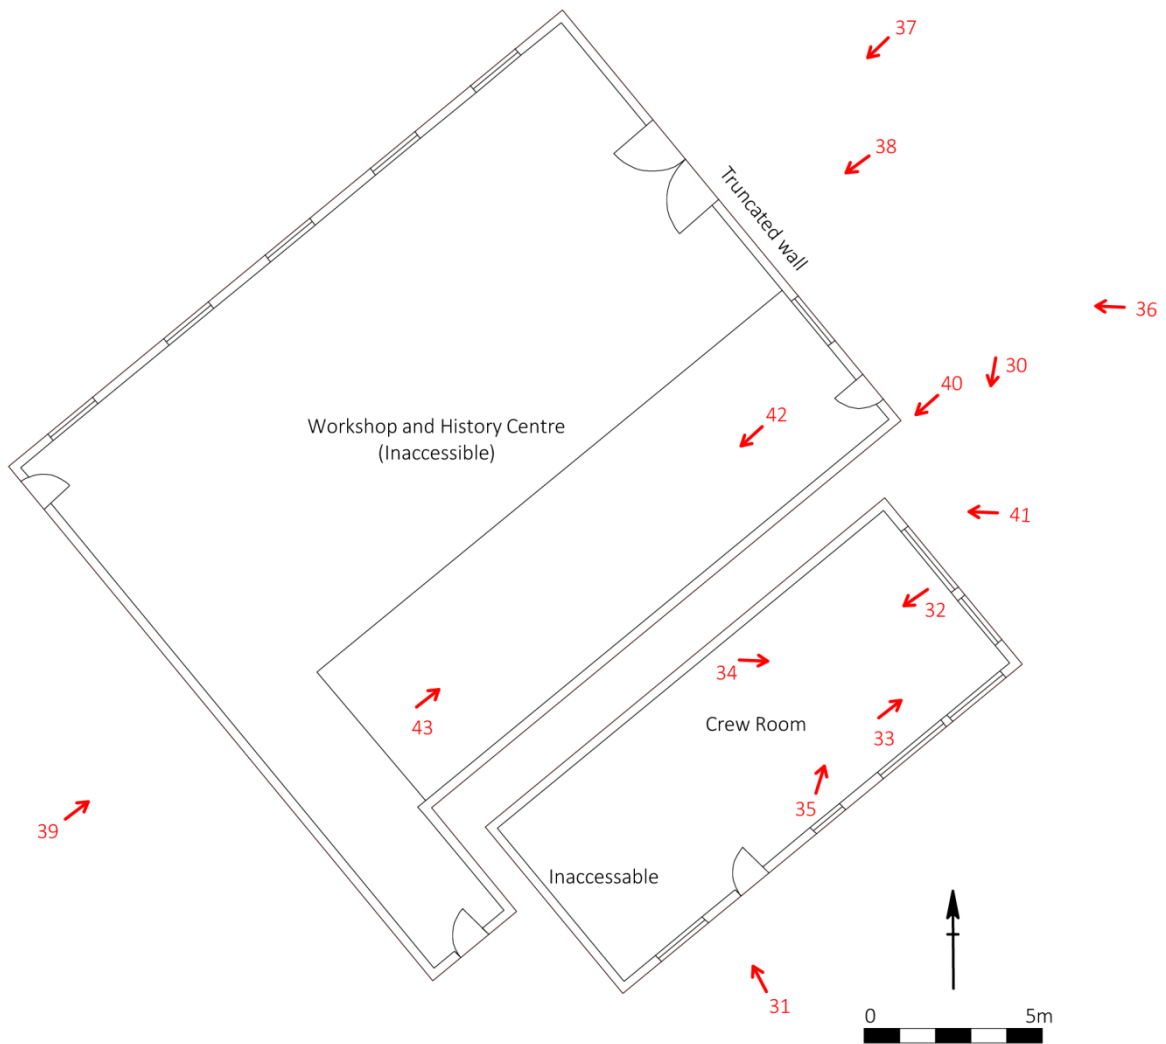 37
38
Truncated wall
36
30
40
42
Workshop and History Centre
(Inaccessible)
41
32
34
Crew Room
33
43
35
39
Inaccessable
31
0 5m